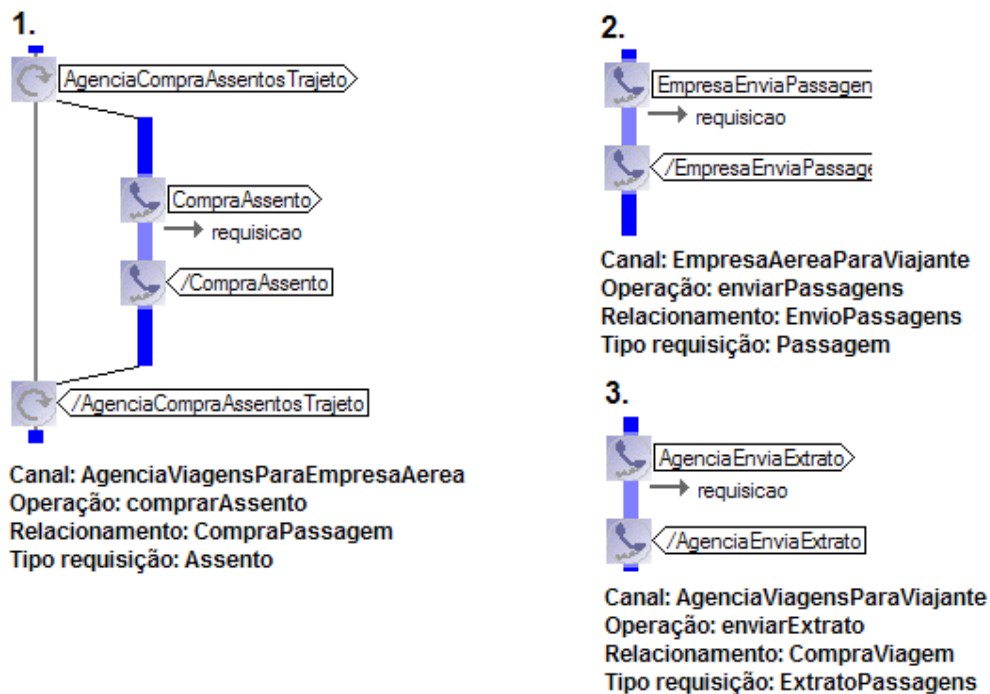 1.
AgenciaCompraAssentosTrajeto
CompraAssento
requisicao
/CompraAssento
/AgenciaCompraAssentosTrajeto
Canal: AgenciaViagensParaEmpresaAerea
Operação: comprarAssento
Relacionamento: CompraPassagem
Tipo requisição: Assento
2.
EmpresaEnviaPassagen
requisicao
/EmpresaEnviaPassage
Canal: EmpresaAereaParaViajante
Operação: enviarPassagens
Relacionamento: EnvioPassagens
Tipo requisição: Passagem
3.
AgenciaEnviaExtrato
requisicao
/AgenciaEnviaExtrato
Canal: AgenciaViagensParaViajante
Operação: enviarExtrato
Relacionamento: CompraViagem
Tipo requisição: ExtratoPassagens